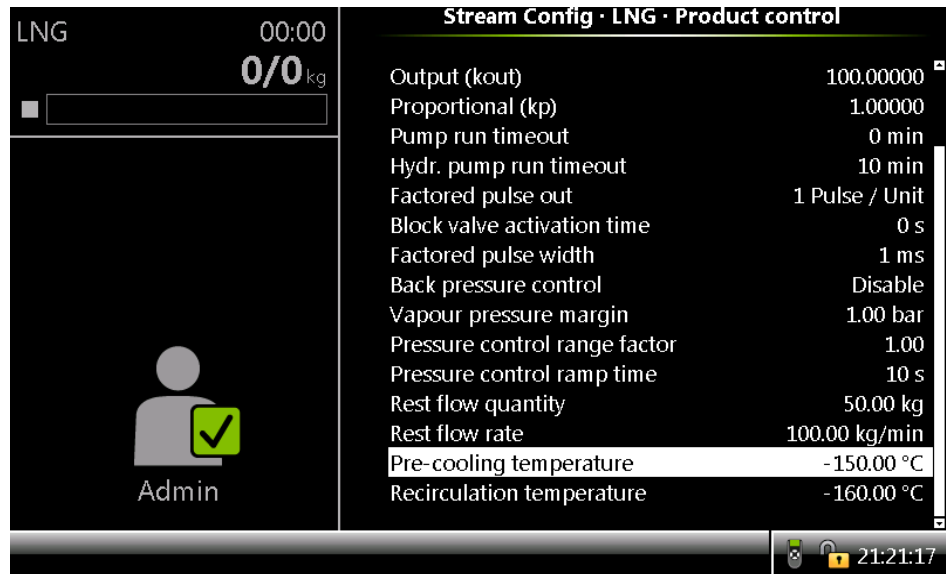 LNG 00:00
0/0 kg
Admin
Stream Config · LNG · Product control
Output (kout) 100.00000
Proportional (kp) 1.00000
Pump run timeout 0 min
Hydr. pump run timeout 10 min
Factored pulse out 1 Pulse / Unit
Block valve activation time 0 s
Factored pulse width 1 ms
Back pressure control Disable
Vapour pressure margin 1.00 bar
Pressure control range factor 1.00
Pressure control ramp time 10 s
Rest flow quantity 50.00 kg
Rest flow rate 100.00 kg/min
Pre-cooling temperature -150.00 °C
Recirculation temperature -160.00 °C
21:21:17